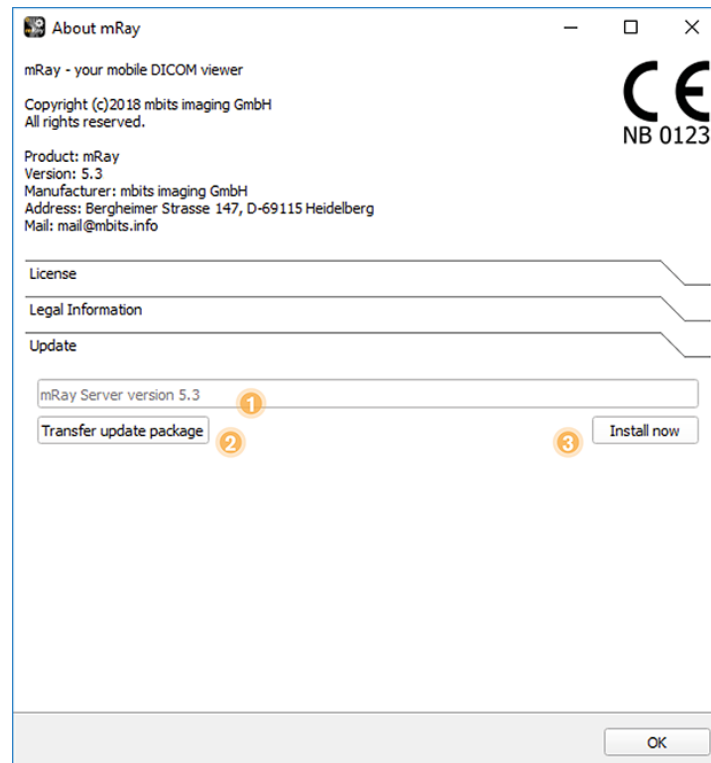 About mRay
mRay - your mobile DICOM viewer
Copyright (c)2018 mbits imaging GmbH
All rights reserved.
CE
NB 0123
Product: mRay
Version: 5.3
Manufacturer: mbits imaging GmbH
Address: Bergheimer Strasse 147, D-69115 Heidelberg
Mail: mail@mbits.info
License
Legal Information
Update
mRay Server version 5.3
1
Transfer update package
2
3
Install now
OK